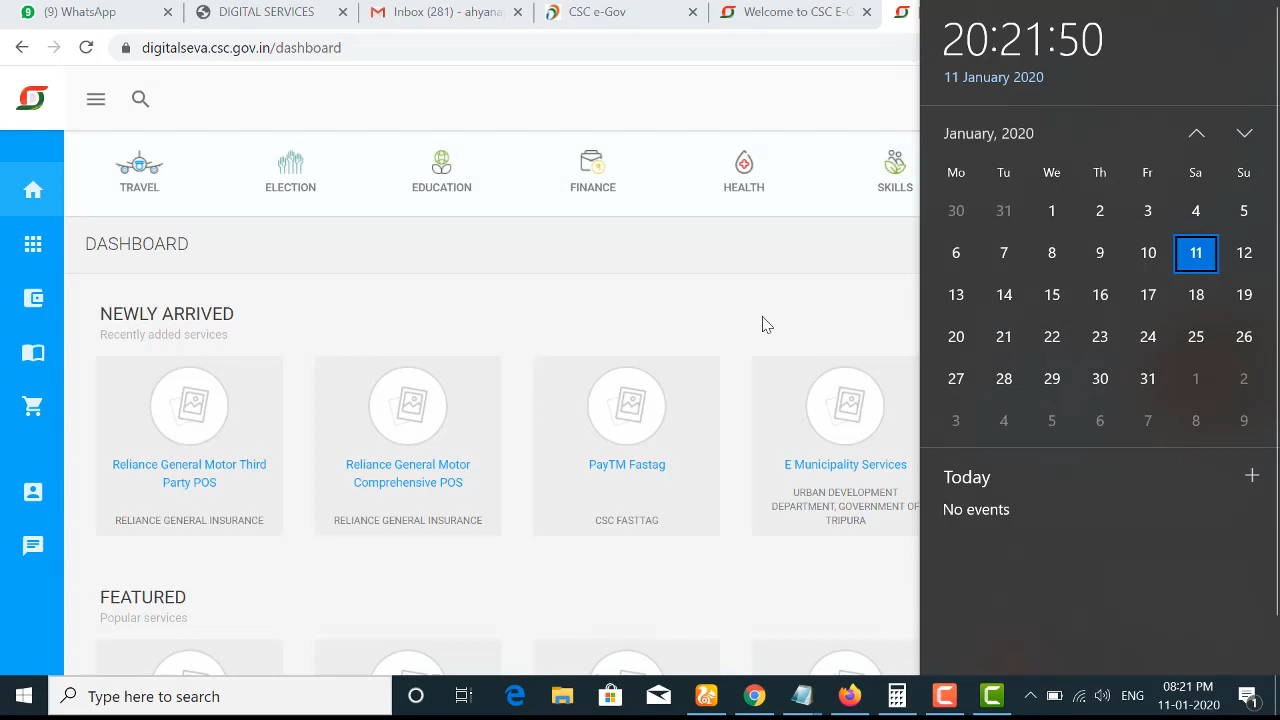 (9) WhatsApp
DIGITAL SERVICES
Inbox (281) - ahyana
CSC e-Gov
Welcome to CSC E-G
digitalseva.csc.gov.in/dashboard
TRAVEL
ELECTION
EDUCATION
FINANCE
HEALTH
SKILLS
DASHBOARD
NEWLY ARRIVED
Recently added services
Reliance General Motor Third
Party POS
RELIANCE GENERAL INSURANCE
Reliance General Motor
Comprehensive POS
RELIANCE GENERAL INSURANCE
PayTM Fastag
CSC FASTTAG
E Municipality Services
URBAN DEVELOPMENT
DEPARTMENT, GOVERNMENT OF
TRIPURA
FEATURED
Popular services
20:21:50
11 January 2020
January, 2020
Mo Tu We Th Fr Sa Su
30 31 1 2 3 4 5
6 7 8 9 10 11 12
13 14 15 16 17 18 19
20 21 22 23 24 25 26
27 28 29 30 31 1 2
3 4 5 6 7 8 9
Today
No events
Type here to search
ENG
08:21 PM
11-01-2020
1